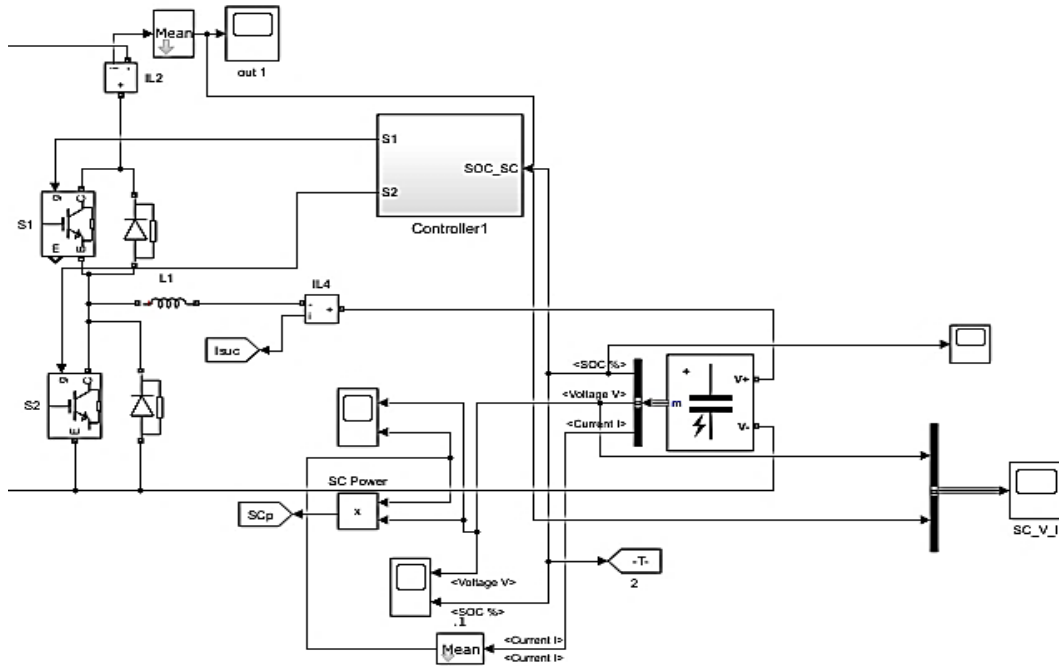 Mean
out 1
IL2
i - +
S1
SOC_SC
S2
Controller1
g C
S1
E
L1
IL4
- +
i
Isuc
<SOC %>
<Voltage V>
<Current I>
m
+
V+
V-
g C
S2
E
SC Power
SCp
x
SC_V_I
-T-
2
<Voltage V>
<SOC %>
.1
Mean
<Current I>
<Current I>